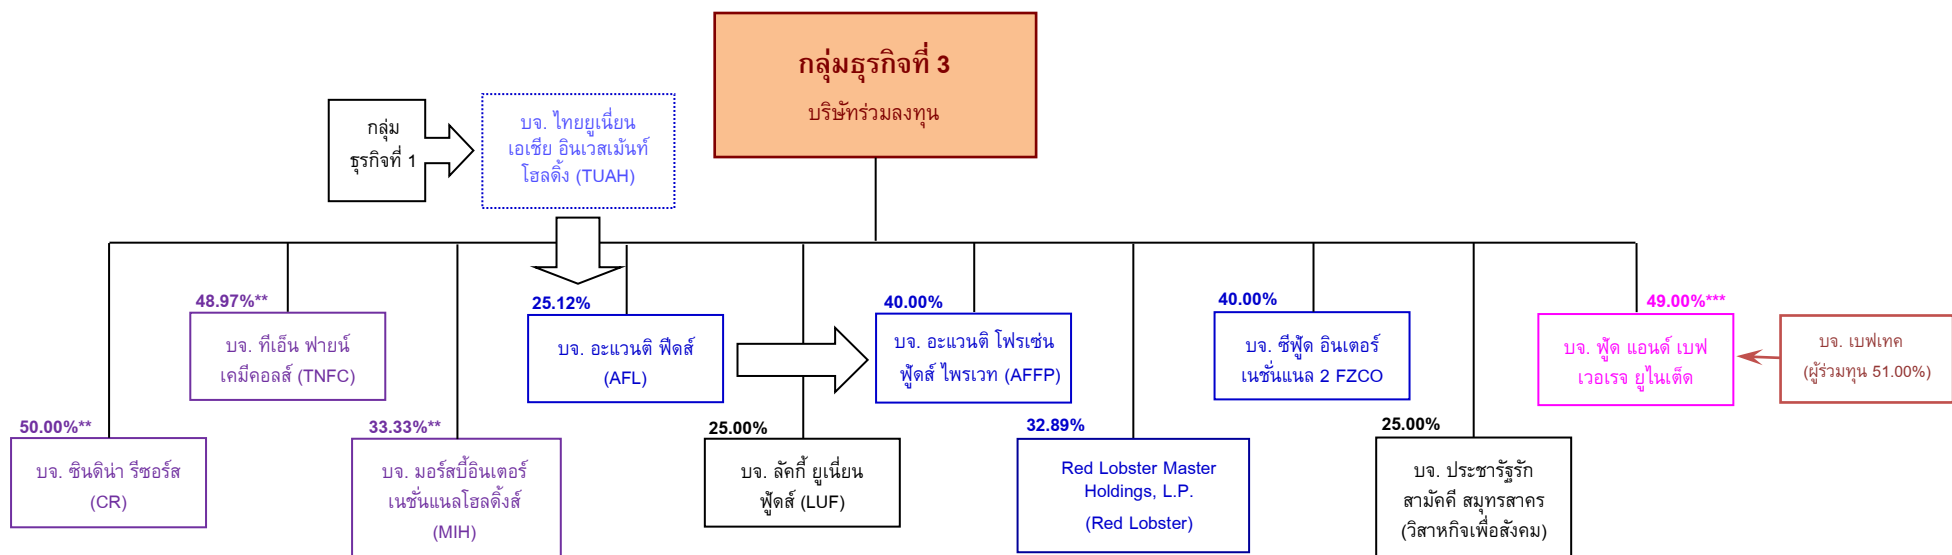 กลุ่มธุรกิจที่ 3
บริษัทร่วมลงทุน
กลุ่ม
ธุรกิจที่ 1
บจ. ไทยยูเนี่ยน
เอเชีย อินเวสเม้นท์
โฮลดิ้ง (TUAH)
50.00%**
บจ. ซินดิน่า รีซอร์ส
(CR)
48.97%**
บจ. ทีเอ็น ฟายน์
เคมีคอลส์ (TNFC)
33.33%**
บจ. มอร์สบี้อินเตอร์
เนชั่นแนลโฮลดิ้งส์
(MIH)
25.12%
บจ. อะแวนติ ฟีดส์
(AFL)
25.00%
บจ. ลัคกี้ ยูเนี่ยน
ฟู้ดส์ (LUF)
40.00%
บจ. อะแวนติ โฟรเซ่น
ฟู้ดส์ ไพรเวท (AFFP)
32.89%
Red Lobster Master
Holdings, L.P.
(Red Lobster)
40.00%
บจ. ซีฟู้ด อินเตอร์
เนชั่นแนล 2 FZCO
25.00%
บจ. ประชารัฐรัก
สามัคคี สมุทรสาคร
(วิสาหกิจเพื่อสังคม)
49.00%***
บจ. ฟู้ด แอนด์ เบฟ
เวอเรจ ยูไนเต็ด
บจ. เบฟเทค
(ผู้ร่วมทุน 51.00%)